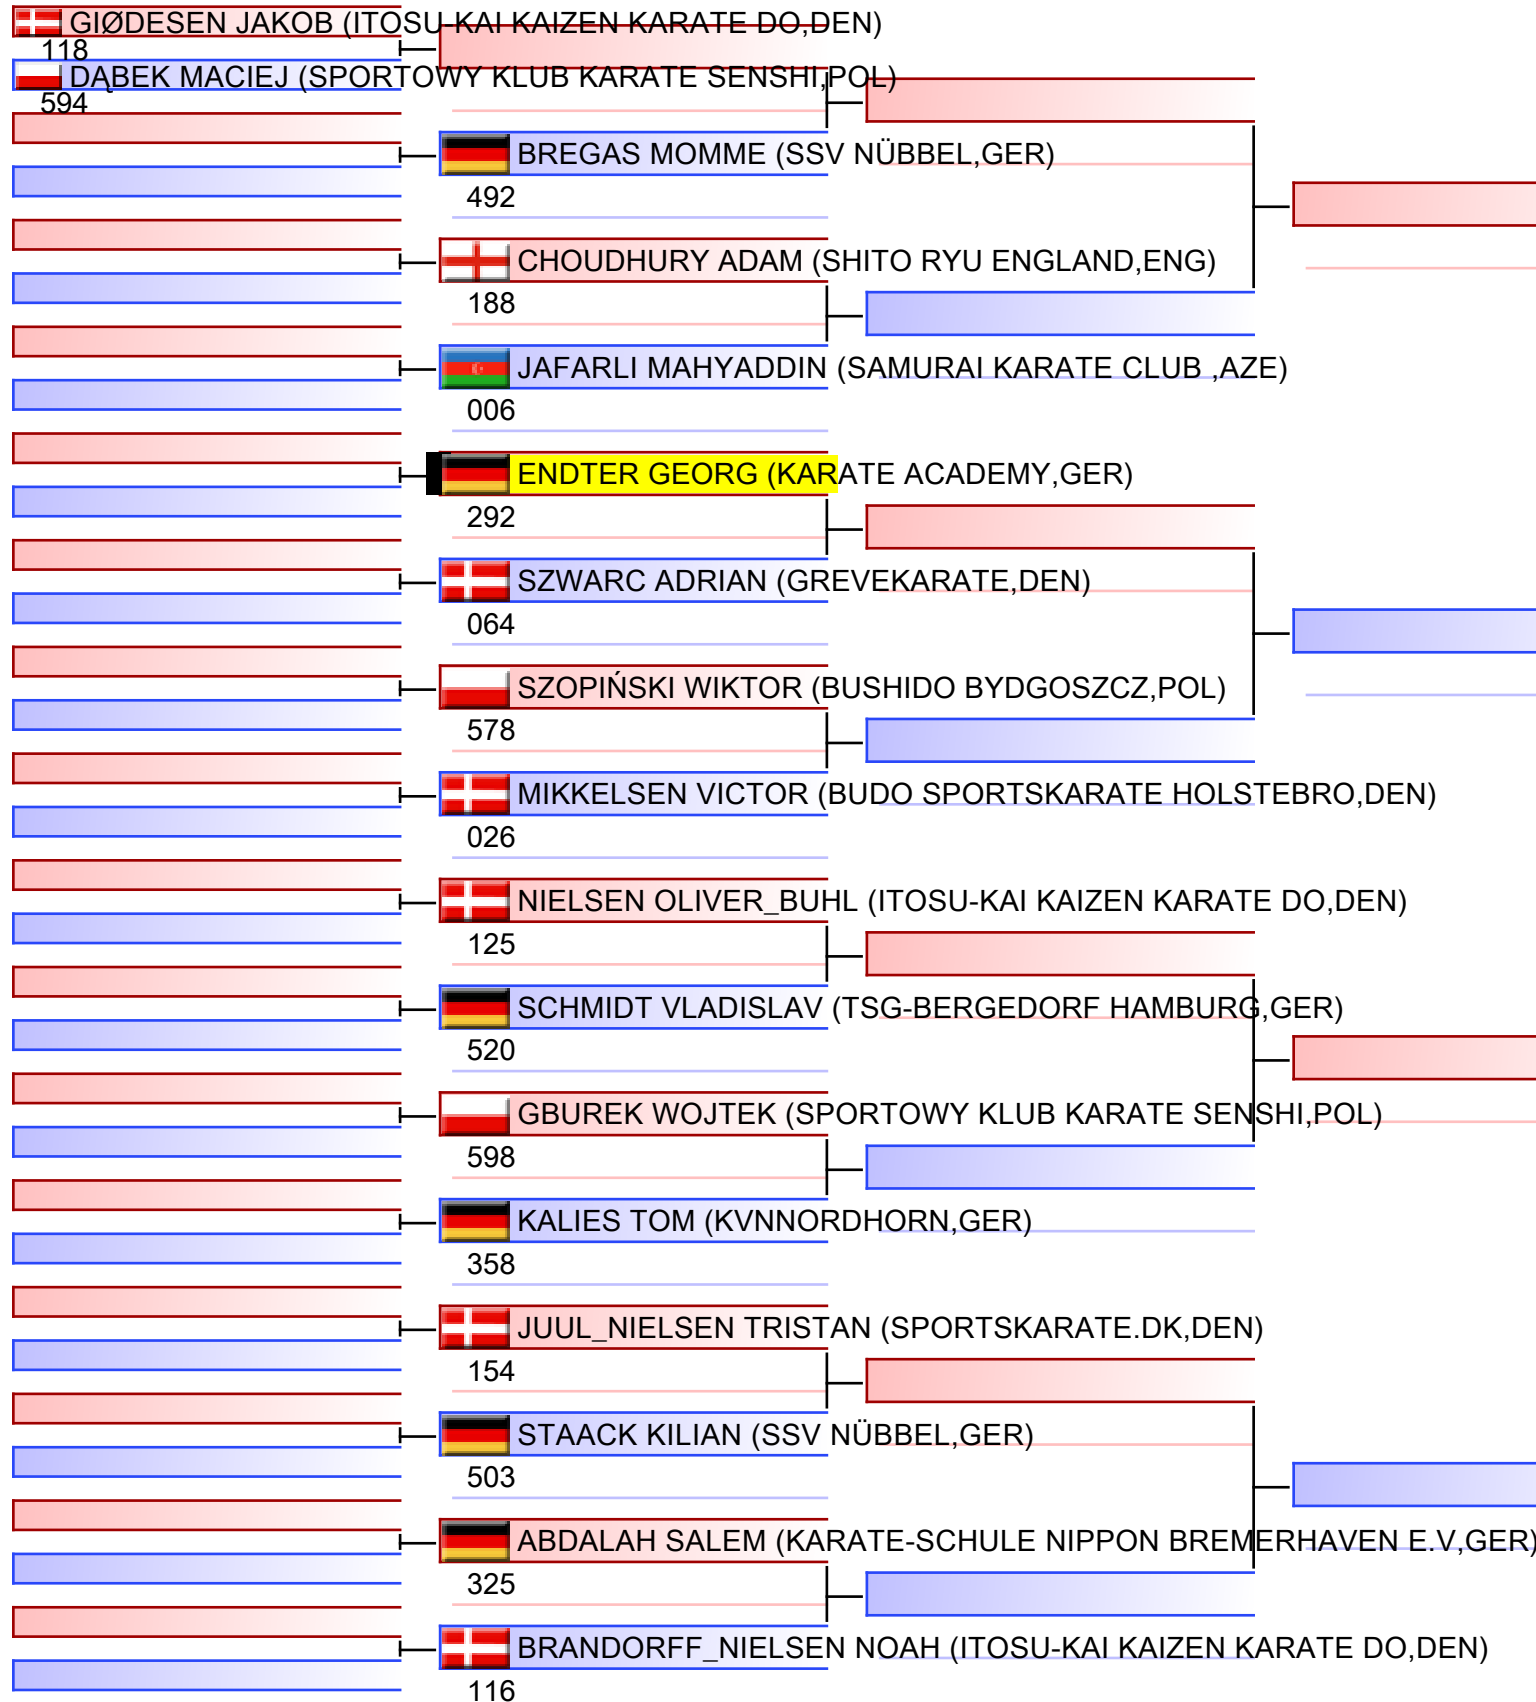 GIØDESEN JAKOB (ITOSU-KAI KAIZEN KARATE DO,DEN)
118
DĄBEK MACIEJ (SPORTOWY KLUB KARATE SENSHI,POL)
594
BREGAS MOMME (SSV NÜBBEL,GER)
492
CHOUDHURY ADAM (SHITO RYU ENGLAND,ENG)
188
JAFARLI MAHYADDIN (SAMURAI KARATE CLUB ,AZE)
006
ENDTER GEORG (KARATE ACADEMY,GER)
292
SZWARC ADRIAN (GREVEKARATE,DEN)
064
SZOPIŃSKI WIKTOR (BUSHIDO BYDGOSZCZ,POL)
578
MIKKELSEN VICTOR (BUDO SPORTSKARATE HOLSTEBRO,DEN)
026
NIELSEN OLIVER_BUHL (ITOSU-KAI KAIZEN KARATE DO,DEN)
125
SCHMIDT VLADISLAV (TSG-BERGEDORF HAMBURG,GER)
520
GBUREK WOJTEK (SPORTOWY KLUB KARATE SENSHI,POL)
598
KALIES TOM (KVNNORDHORN,GER)
358
JUUL_NIELSEN TRISTAN (SPORTSKARATE.DK,DEN)
154
STAACK KILIAN (SSV NÜBBEL,GER)
503
ABDALAH SALEM (KARATE-SCHULE NIPPON BREMERHAVEN E.V,GER)
325
BRANDORFF_NIELSEN NOAH (ITOSU-KAI KAIZEN KARATE DO,DEN)
116